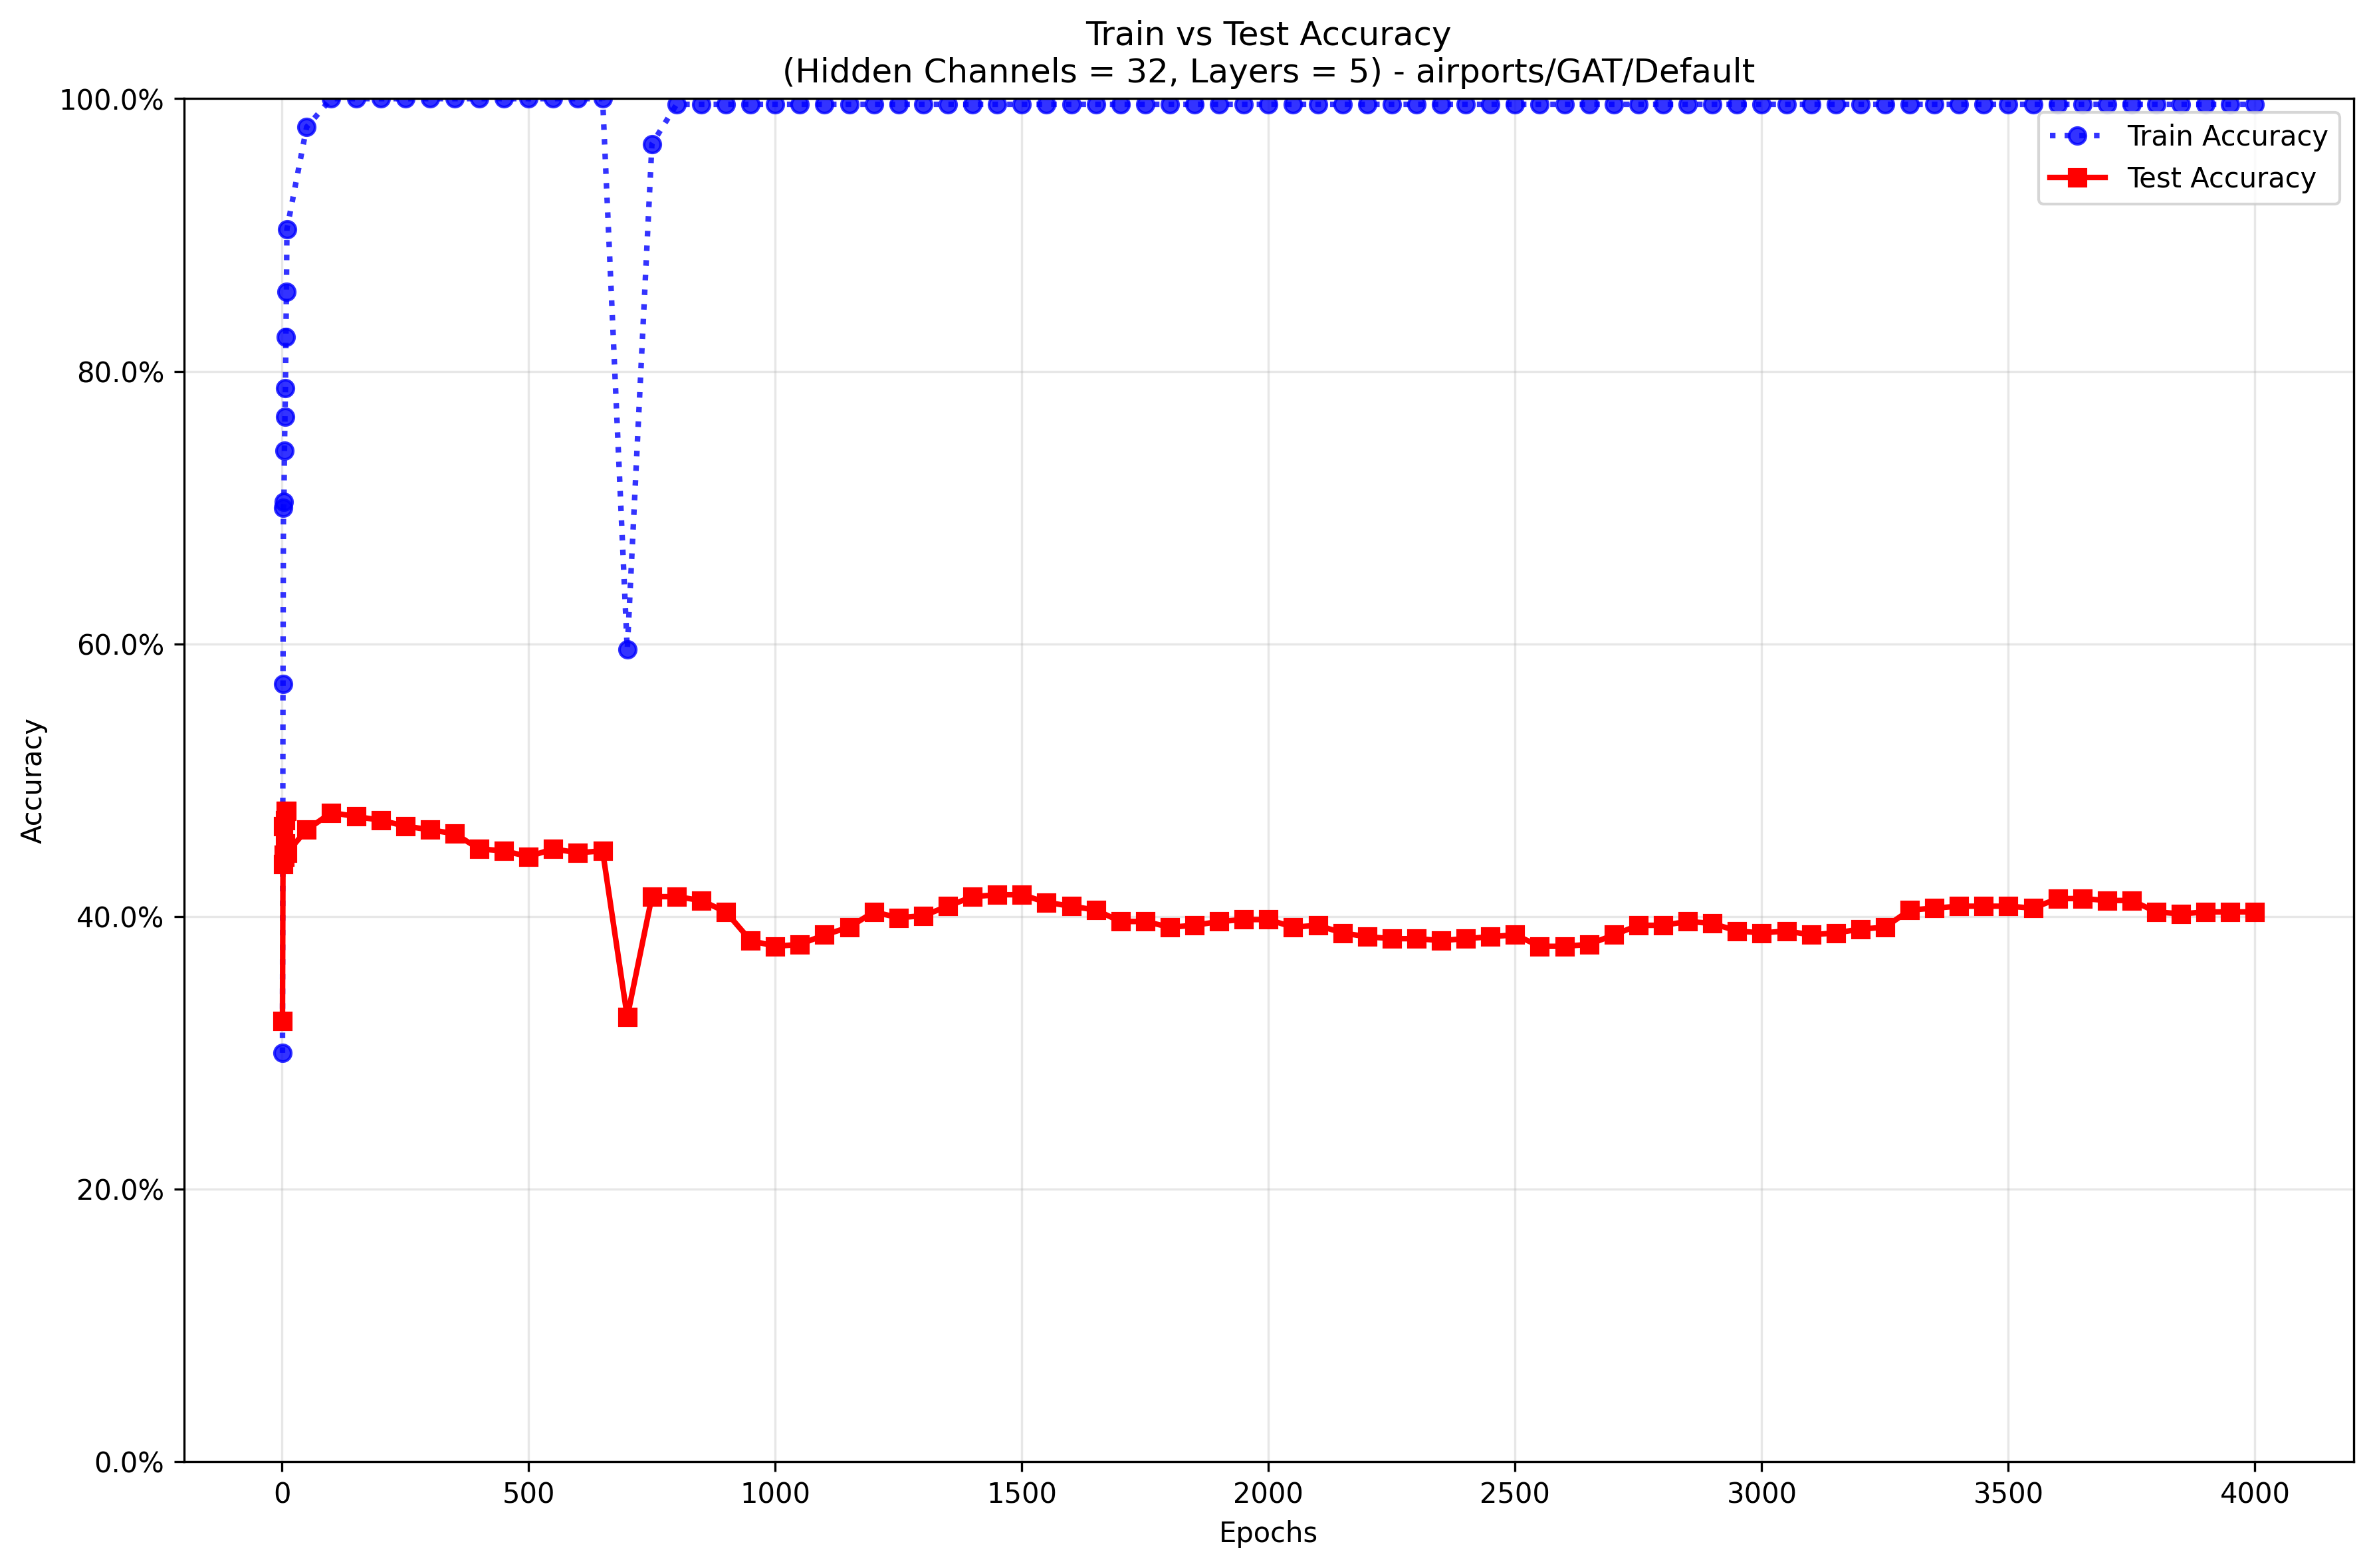 Train vs Test Accuracy
(Hidden Channels = 32, Layers = 5) - airports/GAT/Default
100.0%
80.0%
60.0%
40.0%
20.0%
0.0%
Accuracy
Train Accuracy
Test Accuracy
0 500 1000 1500 2000 2500 3000 3500 4000
Epochs